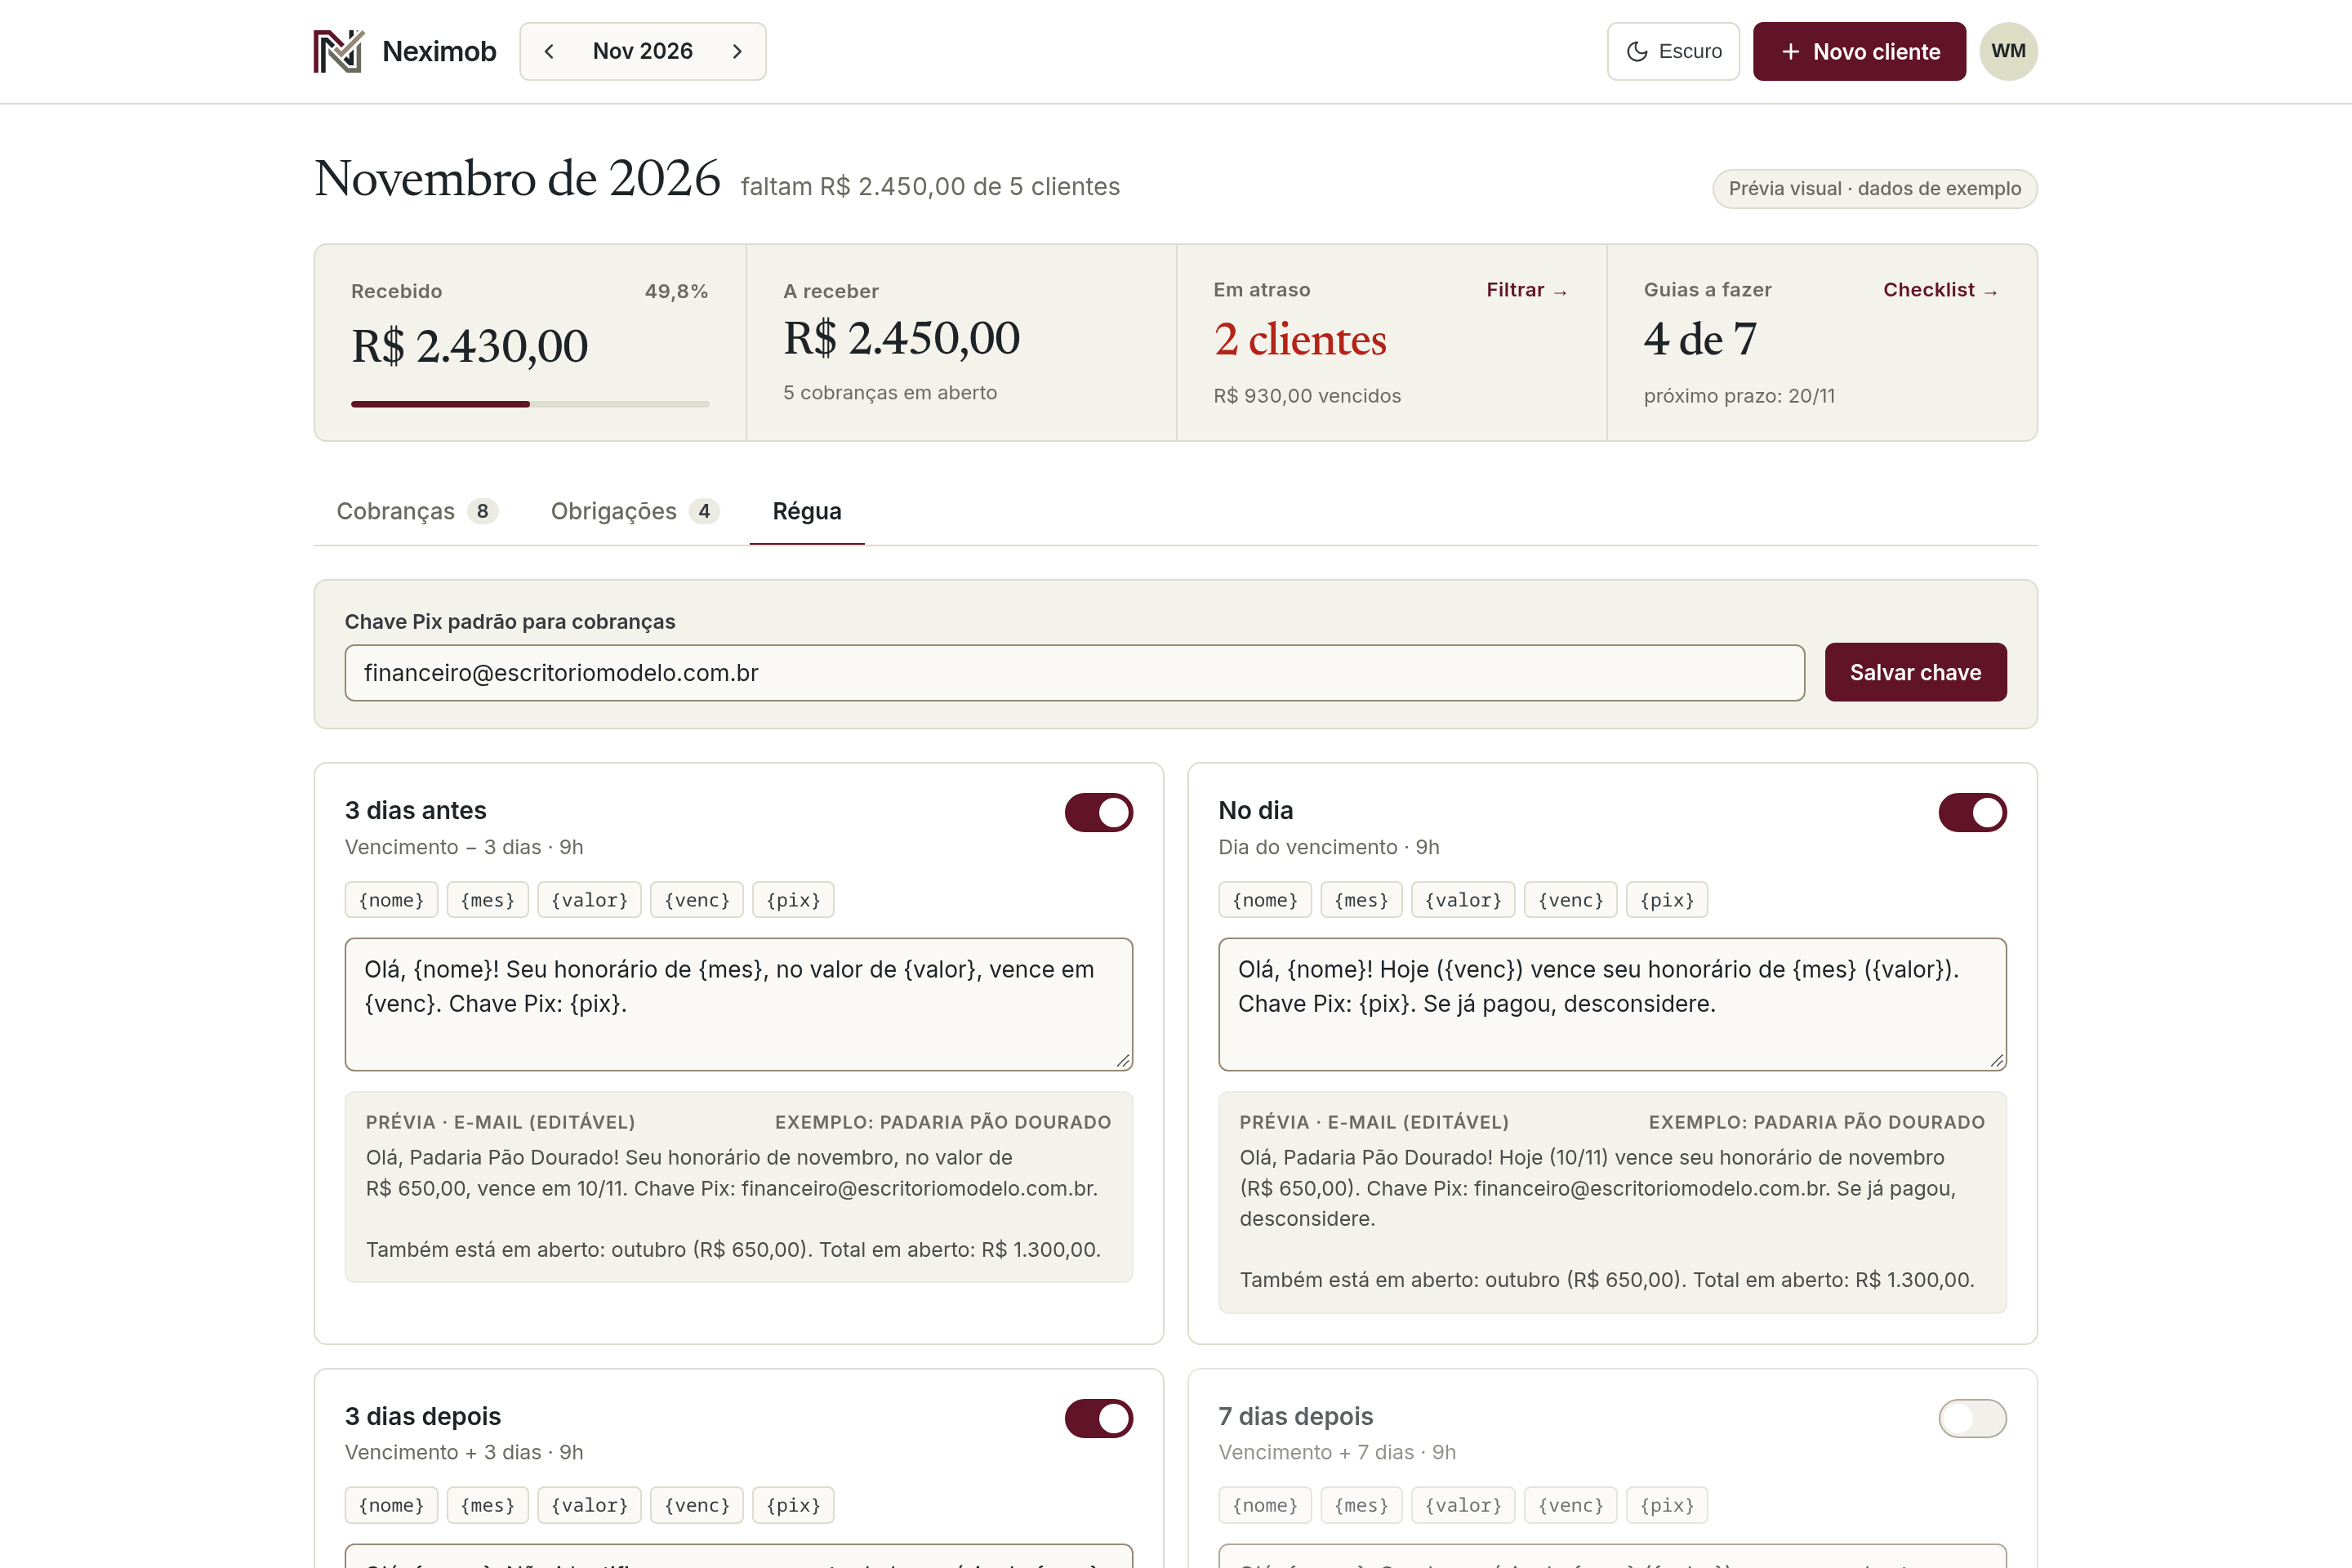 Neximob
Nov 2026
Escuro
Novo cliente
WM
Novembro de 2026
faltam R$ 2.450,00 de 5 clientes
Prévia visual · dados de exemplo
Recebido
49,8%
R$ 2.430,00
A receber
R$ 2.450,00
5 cobranças em aberto
Em atraso
Filtrar →
2 clientes
R$ 930,00 vencidos
Guias a fazer
Checklist →
4 de 7
próximo prazo: 20/11
Cobranças 8
Obrigações 4
Régua
Chave Pix padrão para cobranças
financeiro@escritoriomodelo.com.br
Salvar chave
3 dias antes
Vencimento − 3 dias · 9h
{nome} {mes} {valor} {venc} {pix}
Olá, {nome}! Seu honorário de {mes}, no valor de {valor}, vence em
{venc}. Chave Pix: {pix}.
PRÉVIA · E-MAIL (EDITÁVEL)
EXEMPLO: PADARIA PÃO DOURADO
Olá, Padaria Pão Dourado! Seu honorário de novembro, no valor de
R$ 650,00, vence em 10/11. Chave Pix: financeiro@escritoriomodelo.com.br.
Também está em aberto: outubro (R$ 650,00). Total em aberto: R$ 1.300,00.
No dia
Dia do vencimento · 9h
{nome} {mes} {valor} {venc} {pix}
Olá, {nome}! Hoje ({venc}) vence seu honorário de {mes} ({valor}).
Chave Pix: {pix}. Se já pagou, desconsidere.
PRÉVIA · E-MAIL (EDITÁVEL)
EXEMPLO: PADARIA PÃO DOURADO
Olá, Padaria Pão Dourado! Hoje (10/11) vence seu honorário de novembro
(R$ 650,00). Chave Pix: financeiro@escritoriomodelo.com.br. Se já pagou,
desconsidere.
Também está em aberto: outubro (R$ 650,00). Total em aberto: R$ 1.300,00.
3 dias depois
Vencimento + 3 dias · 9h
{nome} {mes} {valor} {venc} {pix}
7 dias depois
Vencimento + 7 dias · 9h
{nome} {mes} {valor} {venc} {pix}